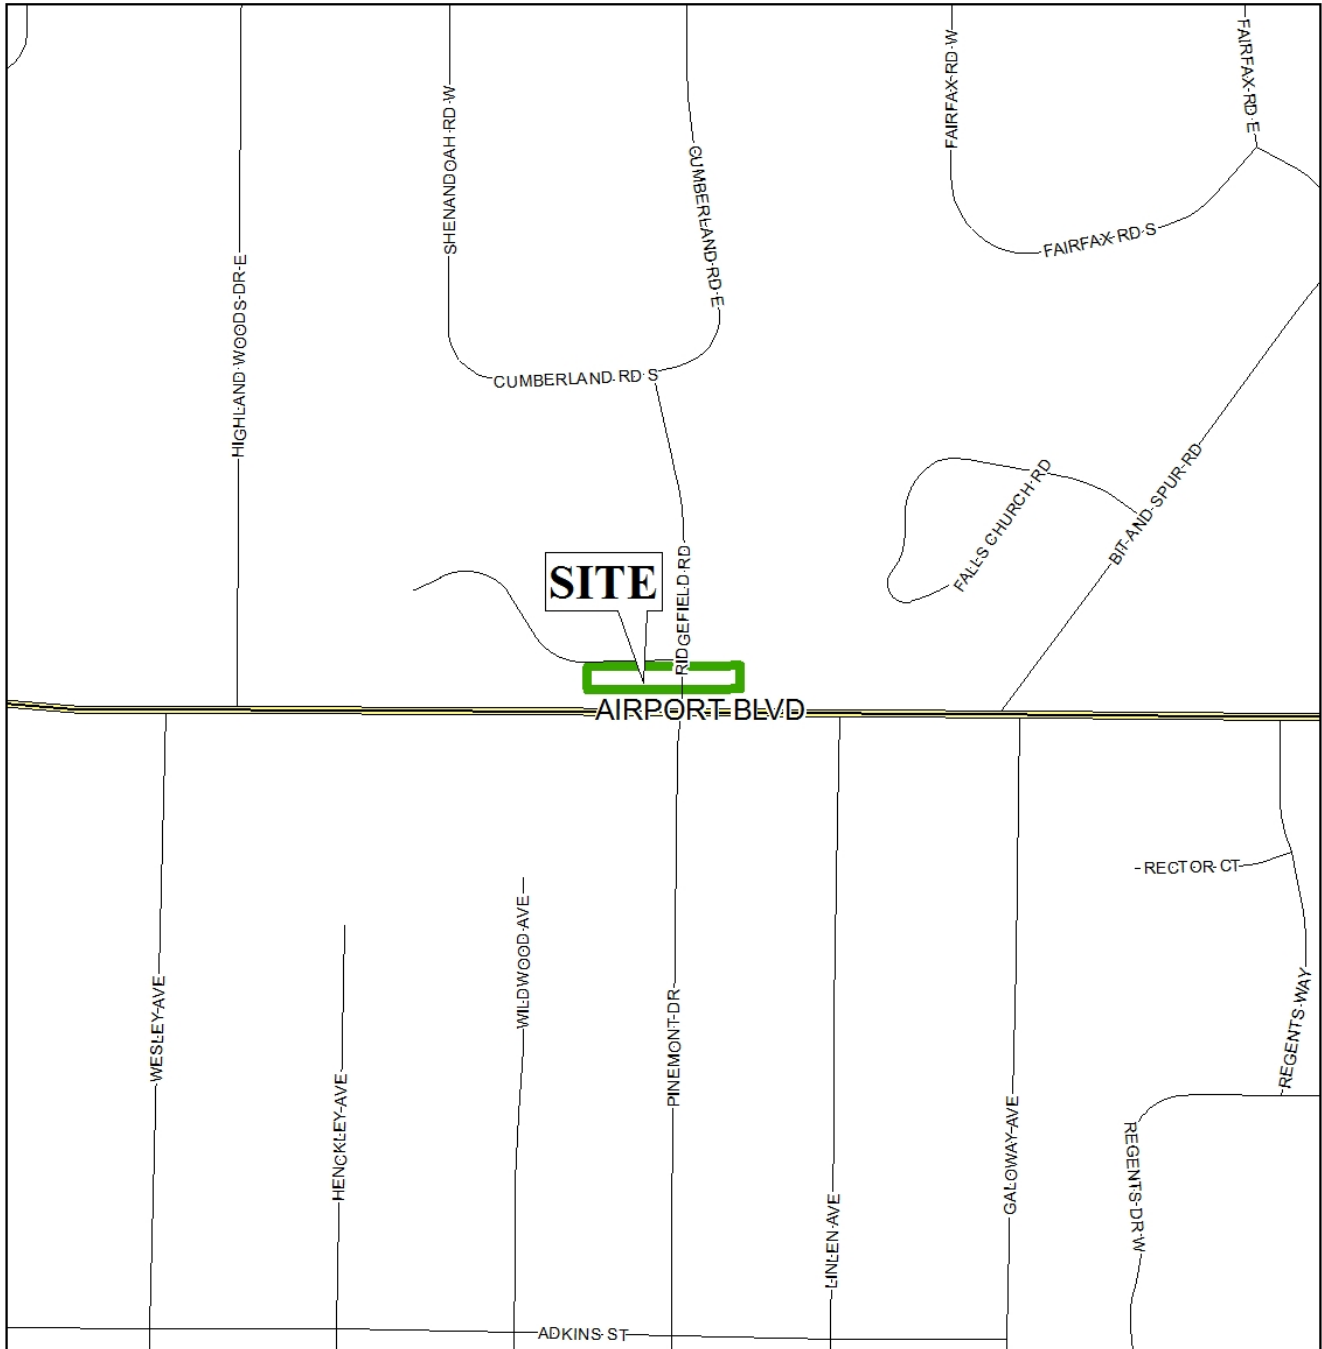 FAIRFAX RD E
FAIRFAX RD W
SHENANDOAH RD W
CUMBERLAND RD E
FAIRFAX RD S
HIGHLAND WOODS DR E
CUMBERLAND RD S
BIT AND SPUR RD
FALLS CHURCH RD
SITE
RIDGEFIELD RD
AIRPORT BLVD
RECTOR CT
WILDWOOD AVE
REGENTS WAY
WESLEY AVE
PINEMONT DR
HENCKLEY AVE
GALOWAY AVE
REGENTS DR W
LINLEN AVE
ADKINS ST